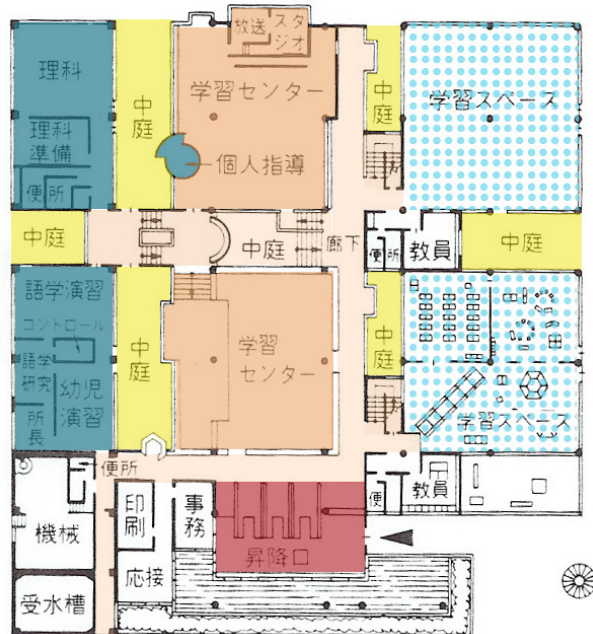 放送
スタ
ジオ
理科
中
庭
学習センター
中
庭
学習スペース
理科
準備
個人指導
便所
中庭
中庭
廊下
便
所
教員
中庭
語学演習
コントロール
語学
研究
幼児
演習
所
長
中
庭
学習
センター
中
庭
学習スペース
便所
機械
印
刷
事
務
便
教員
昇降口
応接
受水槽